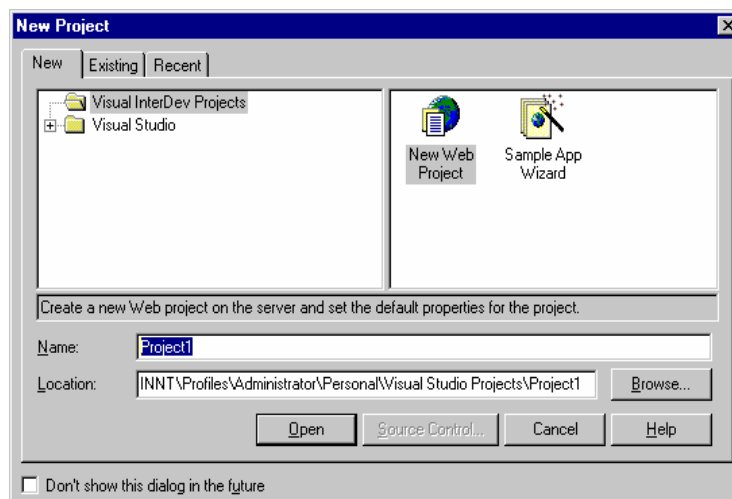 New Project
New Existing Recent
Visual InterDev Projects
Visual Studio
New Web
Project
Sample App
Wizard
Create a new Web project on the server and set the default properties for the project.
Name: Project1
Location: INNT\Profiles\Administrator\Personal\Visual Studio Projects\Project1 Browse...
Open Source Control... Cancel Help
Don't show this dialog in the future